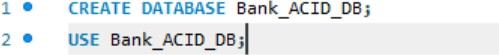 1 CREATE DATABASE Bank_ACID_DB;
2 USE Bank_ACID_DB;